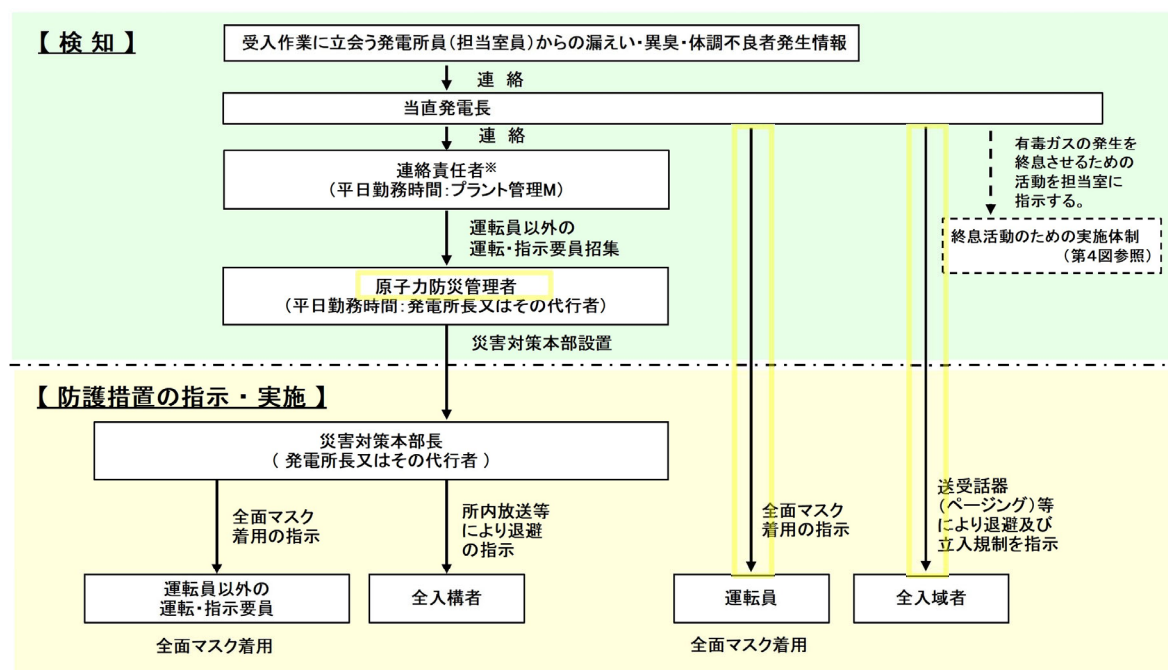 【 検 知 】
受入作業に立会う発電所員(担当室員)からの漏えい・異臭・体調不良者発生情報
連 絡
当直発電長
連 絡
連絡責任者※
(平日勤務時間:プラント管理M)
有毒ガスの発生を
終息させるための
活動を担当室に
指示する。
運転員以外の
運転・指示要員招集
終息活動のための実施体制
(第4図参照)
原子力防災管理者
(平日勤務時間:発電所長又はその代行者)
災害対策本部設置
【 防護措置の指示 ・ 実施 】
災害対策本部長
( 発電所長又はその代行者 )
全面マスク
着用の指示
所内放送等
により退避
の指示
全面マスク
着用の指示
送受話器
(ページング)等
により退避及び
立入規制を指示
運転員以外の
運転・指示要員
全入構者
運転員
全入域者
全面マスク着用
全面マスク着用